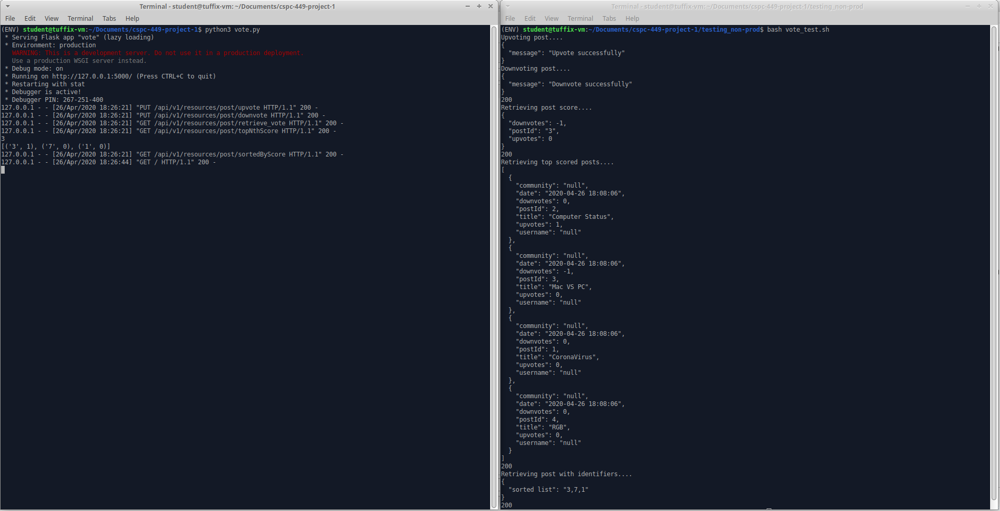 Terminal - student@tuffix-vm: ~/Documents/cspc-449-project-1
File Edit View Terminal Tabs Help
(ENV) student@tuffix-vm:~/Documents/cspc-449-project-1$ python3 vote.py
 * Serving Flask app "vote" (lazy loading)
 * Environment: production
   WARNING: This is a development server. Do not use it in a production deployment.
   Use a production WSGI server instead.
 * Debug mode: on
 * Running on http://127.0.0.1:5000/ (Press CTRL+C to quit)
 * Restarting with stat
 * Debugger is active!
 * Debugger PIN: 267-251-400
127.0.0.1 - - [26/Apr/2020 18:26:21] "PUT /api/v1/resources/post/upvote HTTP/1.1" 200 -
127.0.0.1 - - [26/Apr/2020 18:26:21] "PUT /api/v1/resources/post/downvote HTTP/1.1" 200 -
127.0.0.1 - - [26/Apr/2020 18:26:21] "GET /api/v1/resources/post/retrieve_vote HTTP/1.1" 200 -
127.0.0.1 - - [26/Apr/2020 18:26:21] "GET /api/v1/resources/post/topNthScore HTTP/1.1" 200 -
3
[('3', 1), ('7', 0), ('1', 0)]
127.0.0.1 - - [26/Apr/2020 18:26:21] "GET /api/v1/resources/post/sortedByScore HTTP/1.1" 200 -
127.0.0.1 - - [26/Apr/2020 18:26:44] "GET / HTTP/1.1" 200 -
Terminal - student@tuffix-vm: ~/Documents/cspc-449-project-1/testing_non-prod
File Edit View Terminal Tabs Help
(ENV) student@tuffix-vm:~/Documents/cspc-449-project-1/testing_non-prod$ bash vote_test.sh
Upvoting post....
{
  "message": "Upvote successfully"
}
Downvoting post....
{
  "message": "Downvote successfully"
}
200
Retrieving post score....
{
  "downvotes": -1,
  "postId": "3",
  "upvotes": 0
}
200
Retrieving top scored posts....
[
  {
    "community": "null",
    "date": "2020-04-26 18:08:06",
    "downvotes": 0,
    "postId": 2,
    "title": "Computer Status",
    "upvotes": 1,
    "username": "null"
  },
  {
    "community": "null",
    "date": "2020-04-26 18:08:06",
    "downvotes": -1,
    "postId": 3,
    "title": "Mac VS PC",
    "upvotes": 0,
    "username": "null"
  },
  {
    "community": "null",
    "date": "2020-04-26 18:08:06",
    "downvotes": 0,
    "postId": 1,
    "title": "CoronaVirus",
    "upvotes": 0,
    "username": "null"
  },
  {
    "community": "null",
    "date": "2020-04-26 18:08:06",
    "downvotes": 0,
    "postId": 4,
    "title": "RGB",
    "upvotes": 0,
    "username": "null"
  }
]
200
Retrieving post with identifiers....
{
  "sorted list": "3,7,1"
}
200